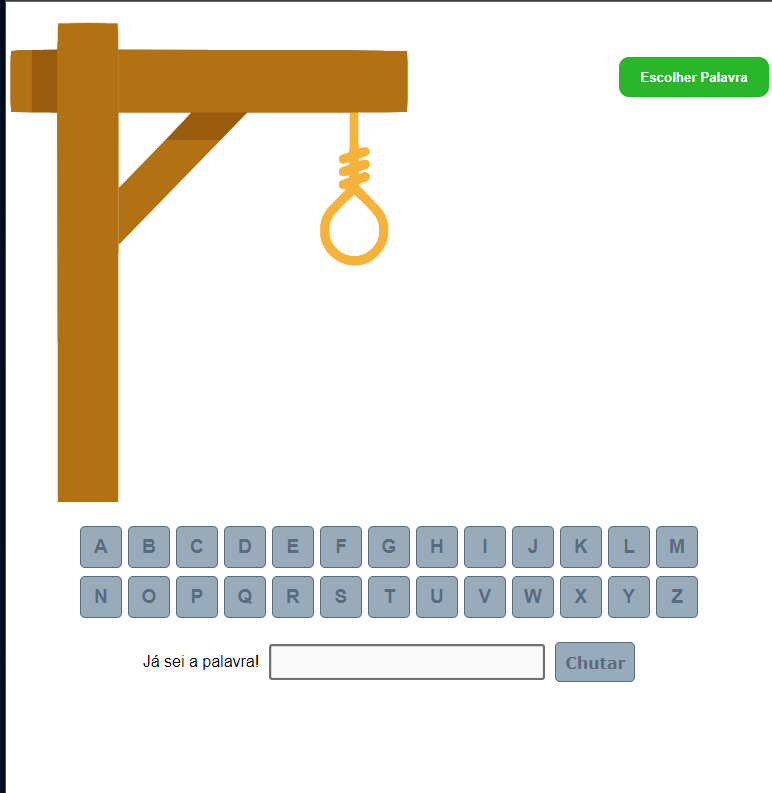 Escolher Palavra
A B C D E F G H I J K L M
N O P Q R S T U V W X Y Z
Já sei a palavra! Chutar